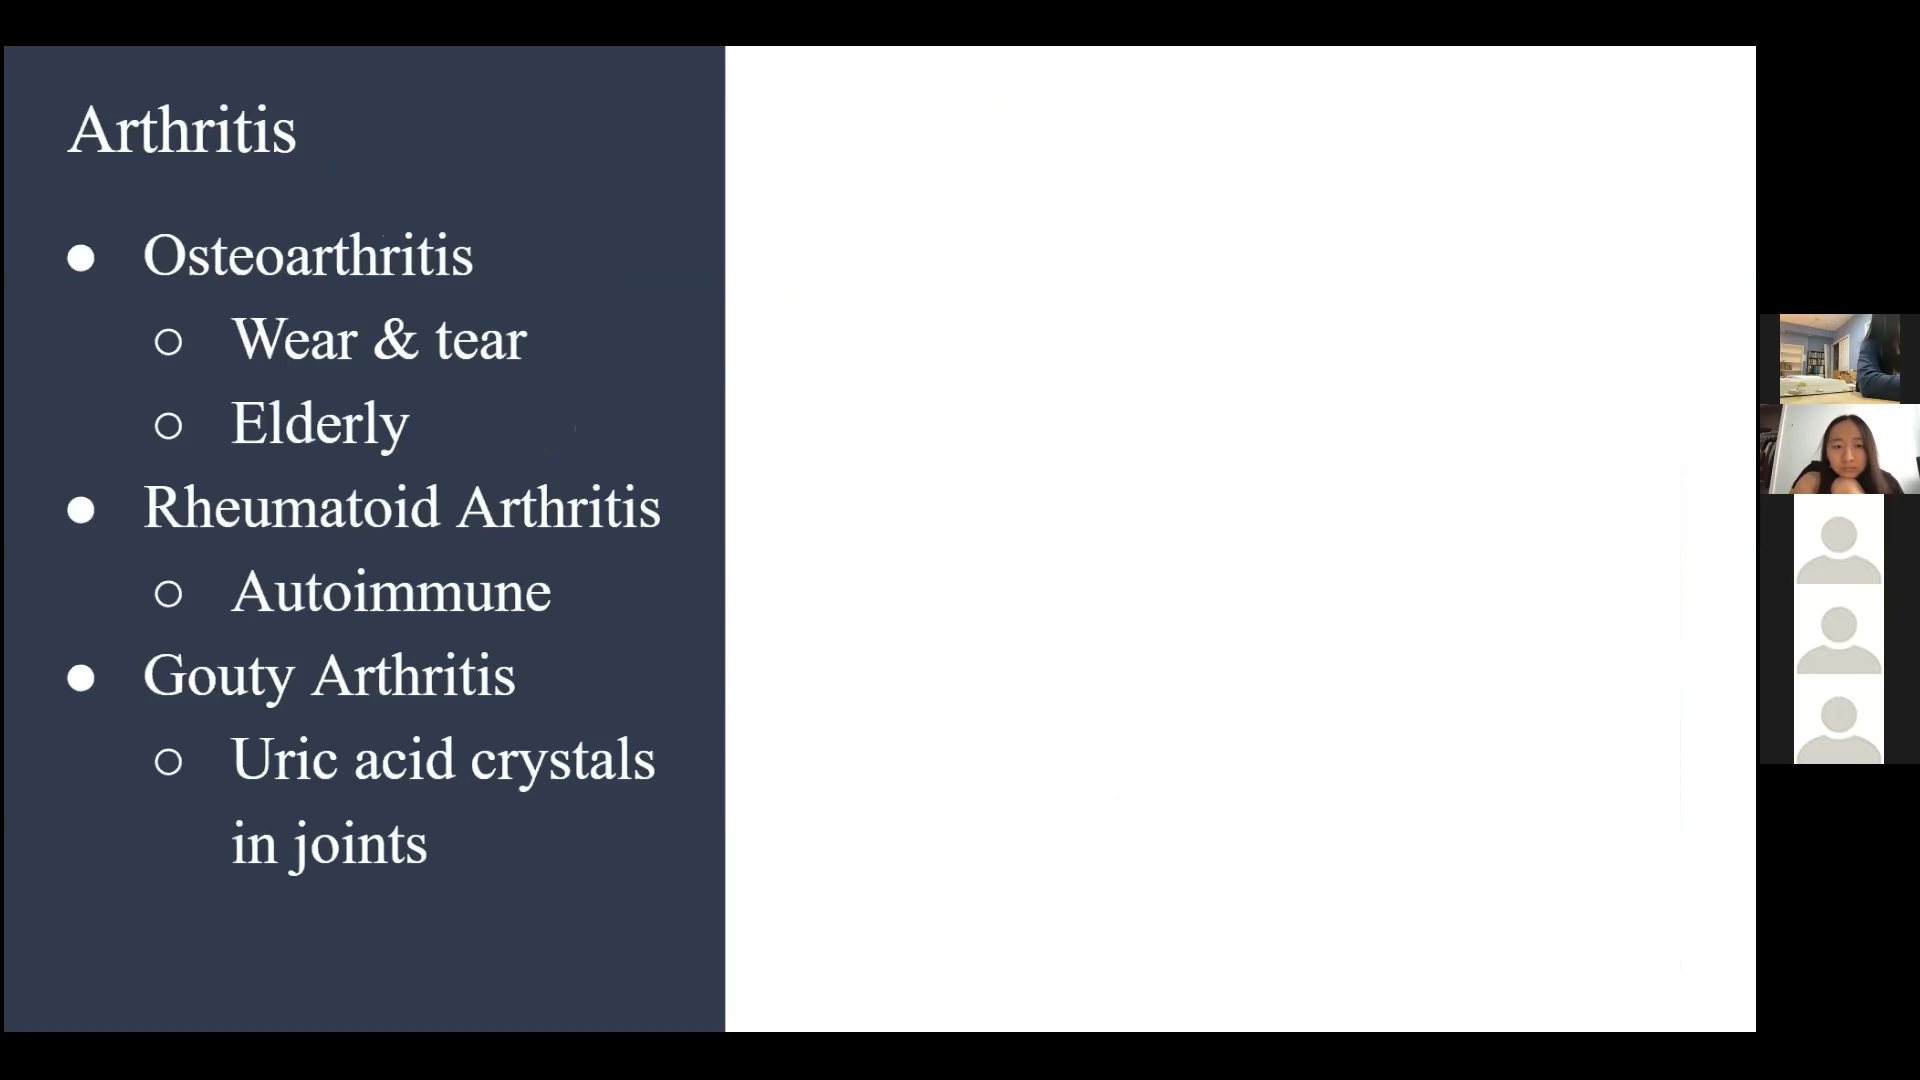 Arthritis
● Osteoarthritis
○ Wear & tear
○ Elderly
● Rheumatoid Arthritis
○ Autoimmune
● Gouty Arthritis
○ Uric acid crystals
in joints